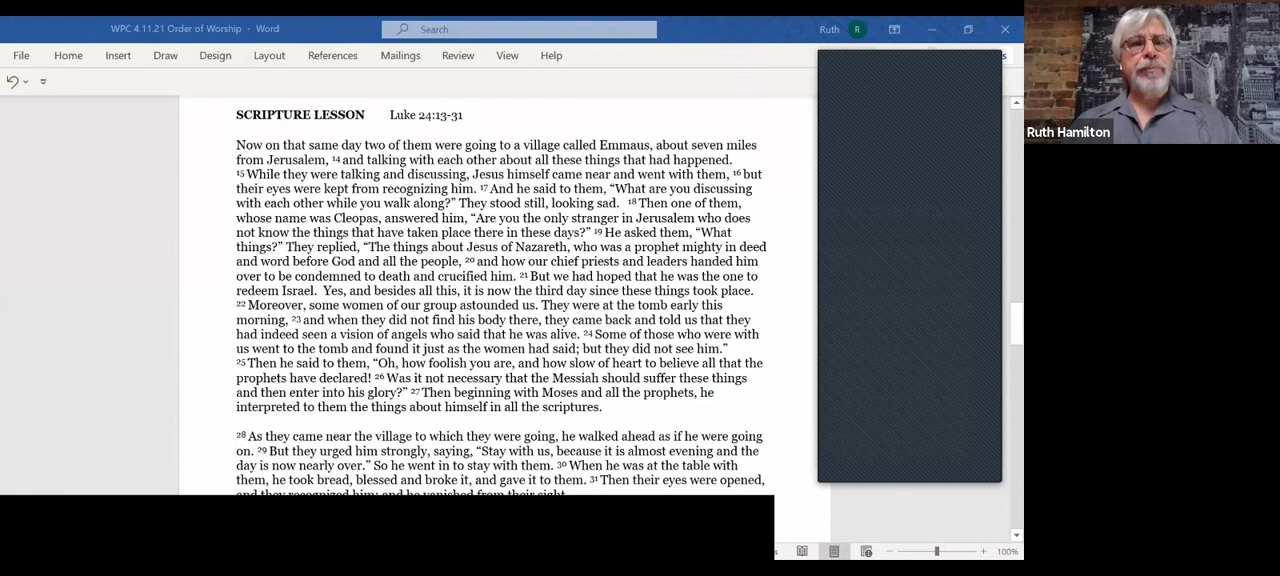 WPC 4.11.21 Order of Worship - Word
Search
Ruth
R
File Home Insert Draw Design Layout References Mailings Review View Help
SCRIPTURE LESSON Luke 24:13-31
Now on that same day two of them were going to a village called Emmaus, about seven miles
from Jerusalem, 14 and talking with each other about all these things that had happened.
15 While they were talking and discussing, Jesus himself came near and went with them, 16 but
their eyes were kept from recognizing him. 17 And he said to them, “What are you discussing
with each other while you walk along?” They stood still, looking sad. 18 Then one of them,
whose name was Cleopas, answered him, “Are you the only stranger in Jerusalem who does
not know the things that have taken place there in these days?” 19 He asked them, “What
things?” They replied, “The things about Jesus of Nazareth, who was a prophet mighty in deed
and word before God and all the people, 20 and how our chief priests and leaders handed him
over to be condemned to death and crucified him. 21 But we had hoped that he was the one to
redeem Israel. Yes, and besides all this, it is now the third day since these things took place.
22 Moreover, some women of our group astounded us. They were at the tomb early this
morning, 23 and when they did not find his body there, they came back and told us that they
had indeed seen a vision of angels who said that he was alive. 24 Some of those who were with
us went to the tomb and found it just as the women had said; but they did not see him.”
25 Then he said to them, “Oh, how foolish you are, and how slow of heart to believe all that the
prophets have declared! 26 Was it not necessary that the Messiah should suffer these things
and then enter into his glory?” 27 Then beginning with Moses and all the prophets, he
interpreted to them the things about himself in all the scriptures.
28 As they came near the village to which they were going, he walked ahead as if he were going
on. 29 But they urged him strongly, saying, “Stay with us, because it is almost evening and the
day is now nearly over.” So he went in to stay with them. 30 When he was at the table with
them, he took bread, blessed and broke it, and gave it to them. 31 Then their eyes were opened,
and they recognized him; and he vanished from their sight
100%
Ruth Hamilton